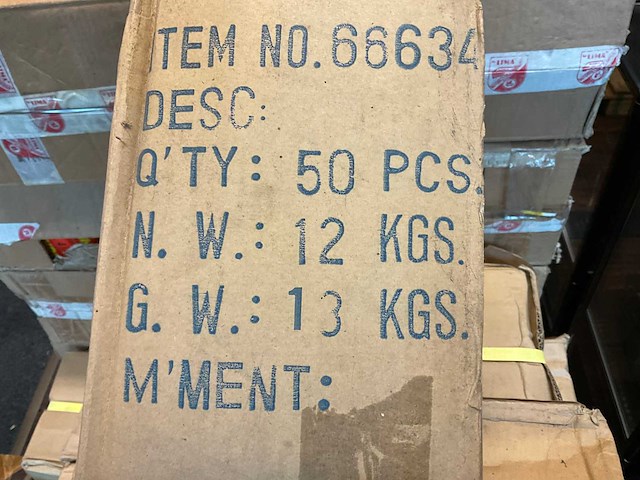 ITEM NO.66634
DESC:
Q'TY: 50 PCS.
N. W.: 12 KGS.
G. W.: 13 KGS.
M'MENT: